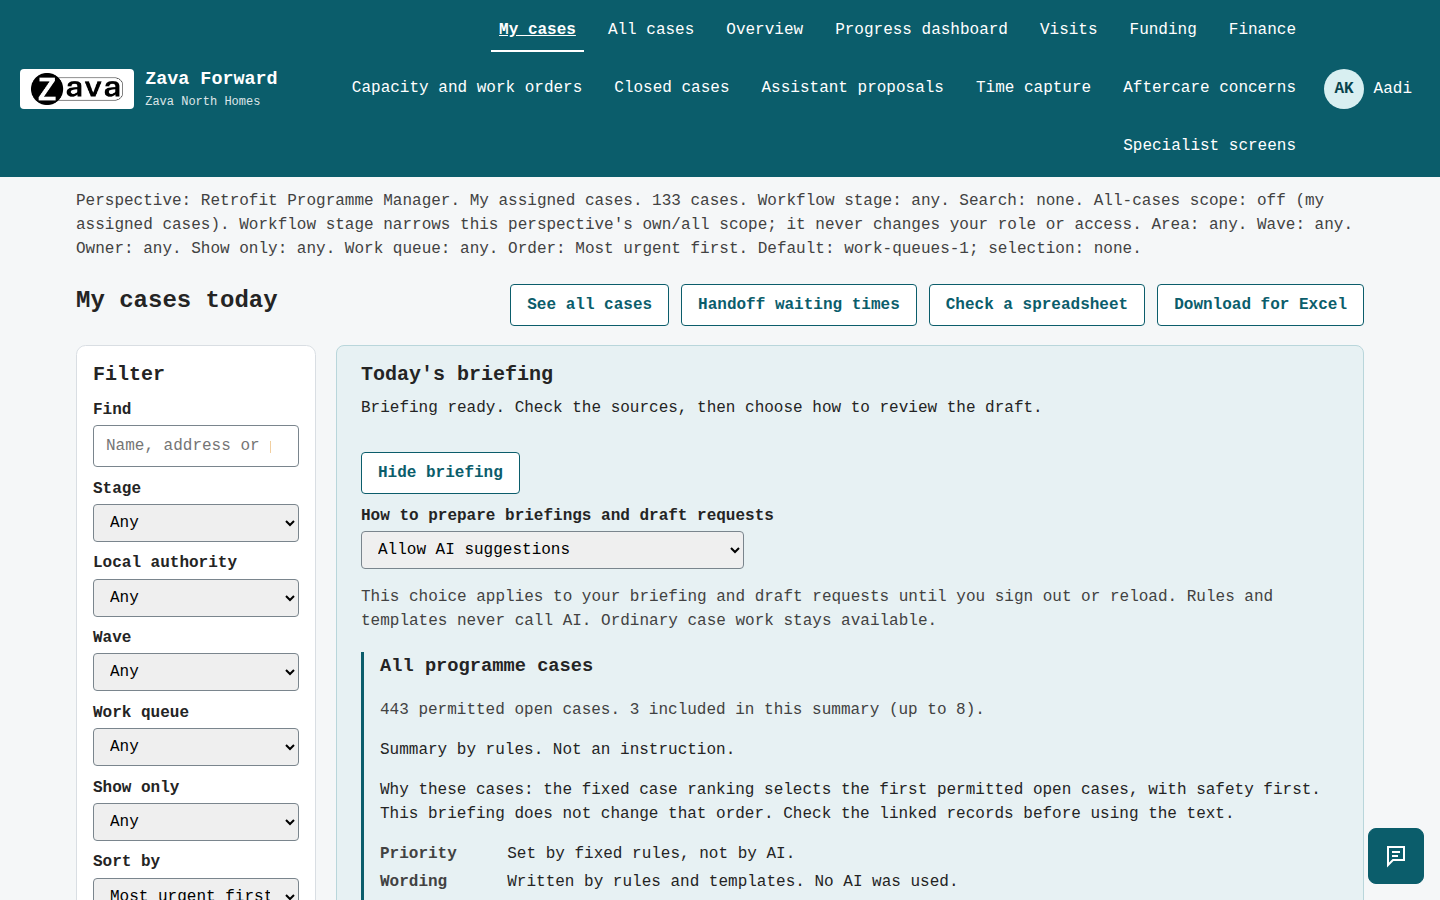 My cases
All cases
Overview
Progress dashboard
Visits
Funding
Finance
Zava
Zava Forward
Zava North Homes
Capacity and work orders
Closed cases
Assistant proposals
Time capture
Aftercare concerns
AK
Aadi
Specialist screens
Perspective: Retrofit Programme Manager. My assigned cases. 133 cases. Workflow stage: any. Search: none. All-cases scope: off (my
assigned cases). Workflow stage narrows this perspective's own/all scope; it never changes your role or access. Area: any. Wave: any.
Owner: any. Show only: any. Work queue: any. Order: Most urgent first. Default: work-queues-1; selection: none.
My cases today
See all cases
Handoff waiting times
Check a spreadsheet
Download for Excel
Filter
Find
Name, address or
Stage
Any
Local authority
Any
Wave
Any
Work queue
Any
Show only
Any
Sort by
Most urgent first
Today's briefing
Briefing ready. Check the sources, then choose how to review the draft.
Hide briefing
How to prepare briefings and draft requests
Allow AI suggestions
This choice applies to your briefing and draft requests until you sign out or reload. Rules and
templates never call AI. Ordinary case work stays available.
All programme cases
443 permitted open cases. 3 included in this summary (up to 8).
Summary by rules. Not an instruction.
Why these cases: the fixed case ranking selects the first permitted open cases, with safety first.
This briefing does not change that order. Check the linked records before using the text.
Priority Set by fixed rules, not by AI.
Wording Written by rules and templates. No AI was used.